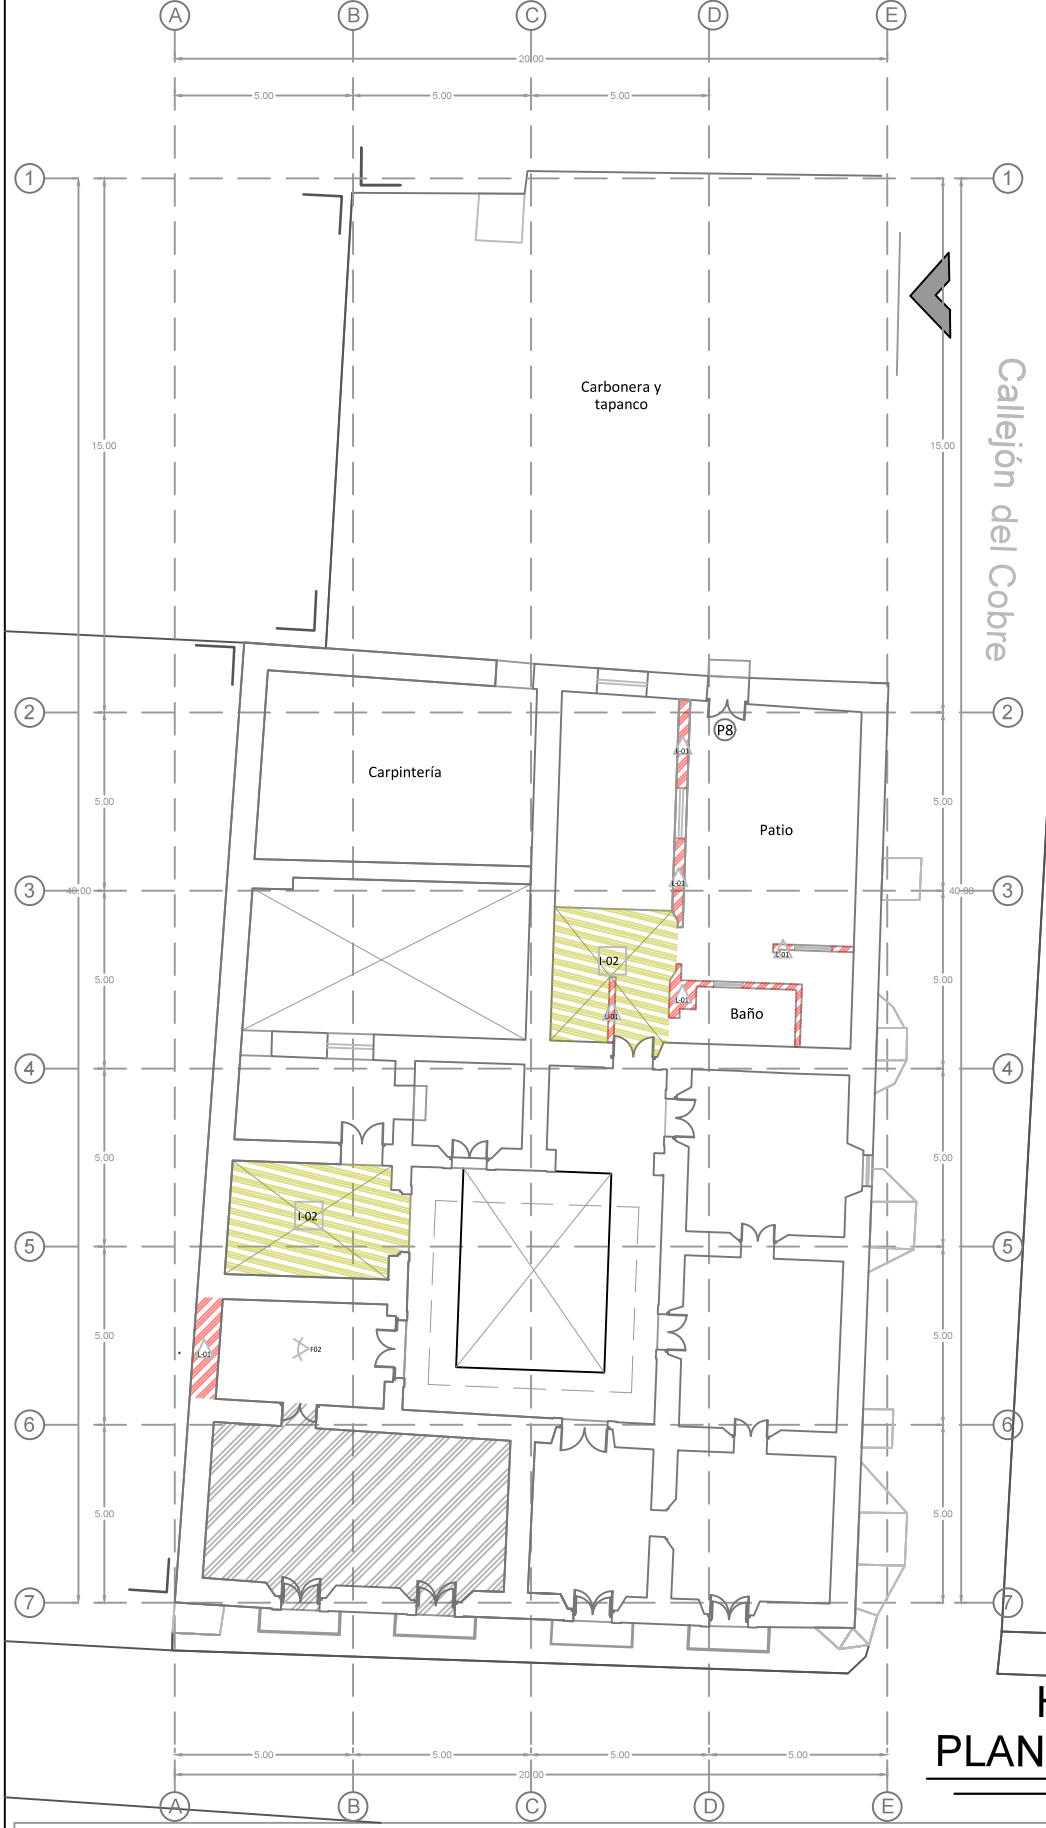 A B C D E
20.00
5.00 5.00 5.00
1 1
Carbonera y
tapanco
15.00 15.00
Callejón del Cobre
2 2
P8
L-01
Carpintería
5.00 5.00
Patio
L-01
3 40.00 40.00 3
L-01
I-02
5.00 5.00
L-01
Baño
L-01
4 4
5.00 5.00
I-02
5 5
5.00 5.00
F02
L-01
6 6
5.00 5.00
7 7
H
PLAN
5.00 5.00 5.00 5.00
20.00
A B C D E